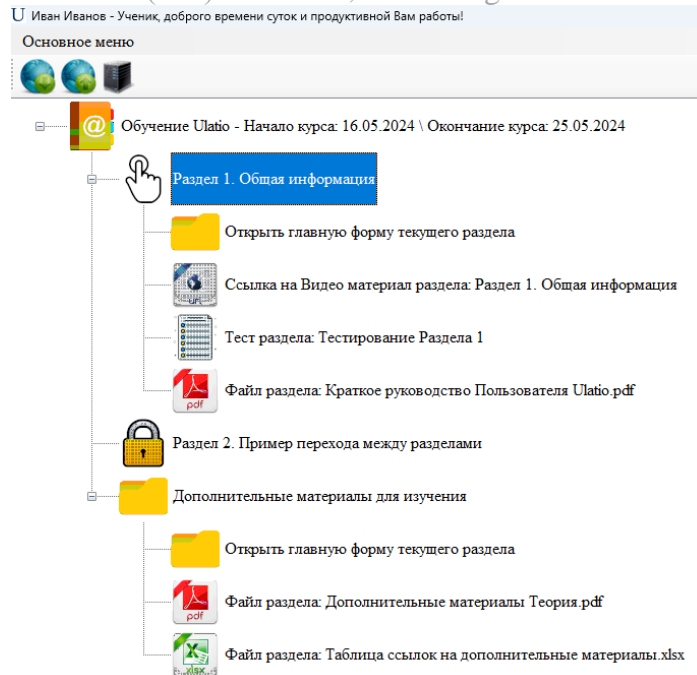 U Иван Иванов - Ученик, доброго времени суток и продуктивной Вам работы!
Основное меню
@ Обучение Ulatio - Начало курса: 16.05.2024 \ Окончание курса: 25.05.2024
Раздел 1. Общая информация
Открыть главную форму текущего раздела
URL Ссылка на Видео материал раздела: Раздел 1. Общая информация
Тест раздела: Тестирование Раздела 1
pdf Файл раздела: Краткое руководство Пользователя Ulatio.pdf
Раздел 2. Пример перехода между разделами
Дополнительные материалы для изучения
Открыть главную форму текущего раздела
pdf Файл раздела: Дополнительные материалы Теория.pdf
xlsx Файл раздела: Таблица ссылок на дополнительные материалы.xlsx